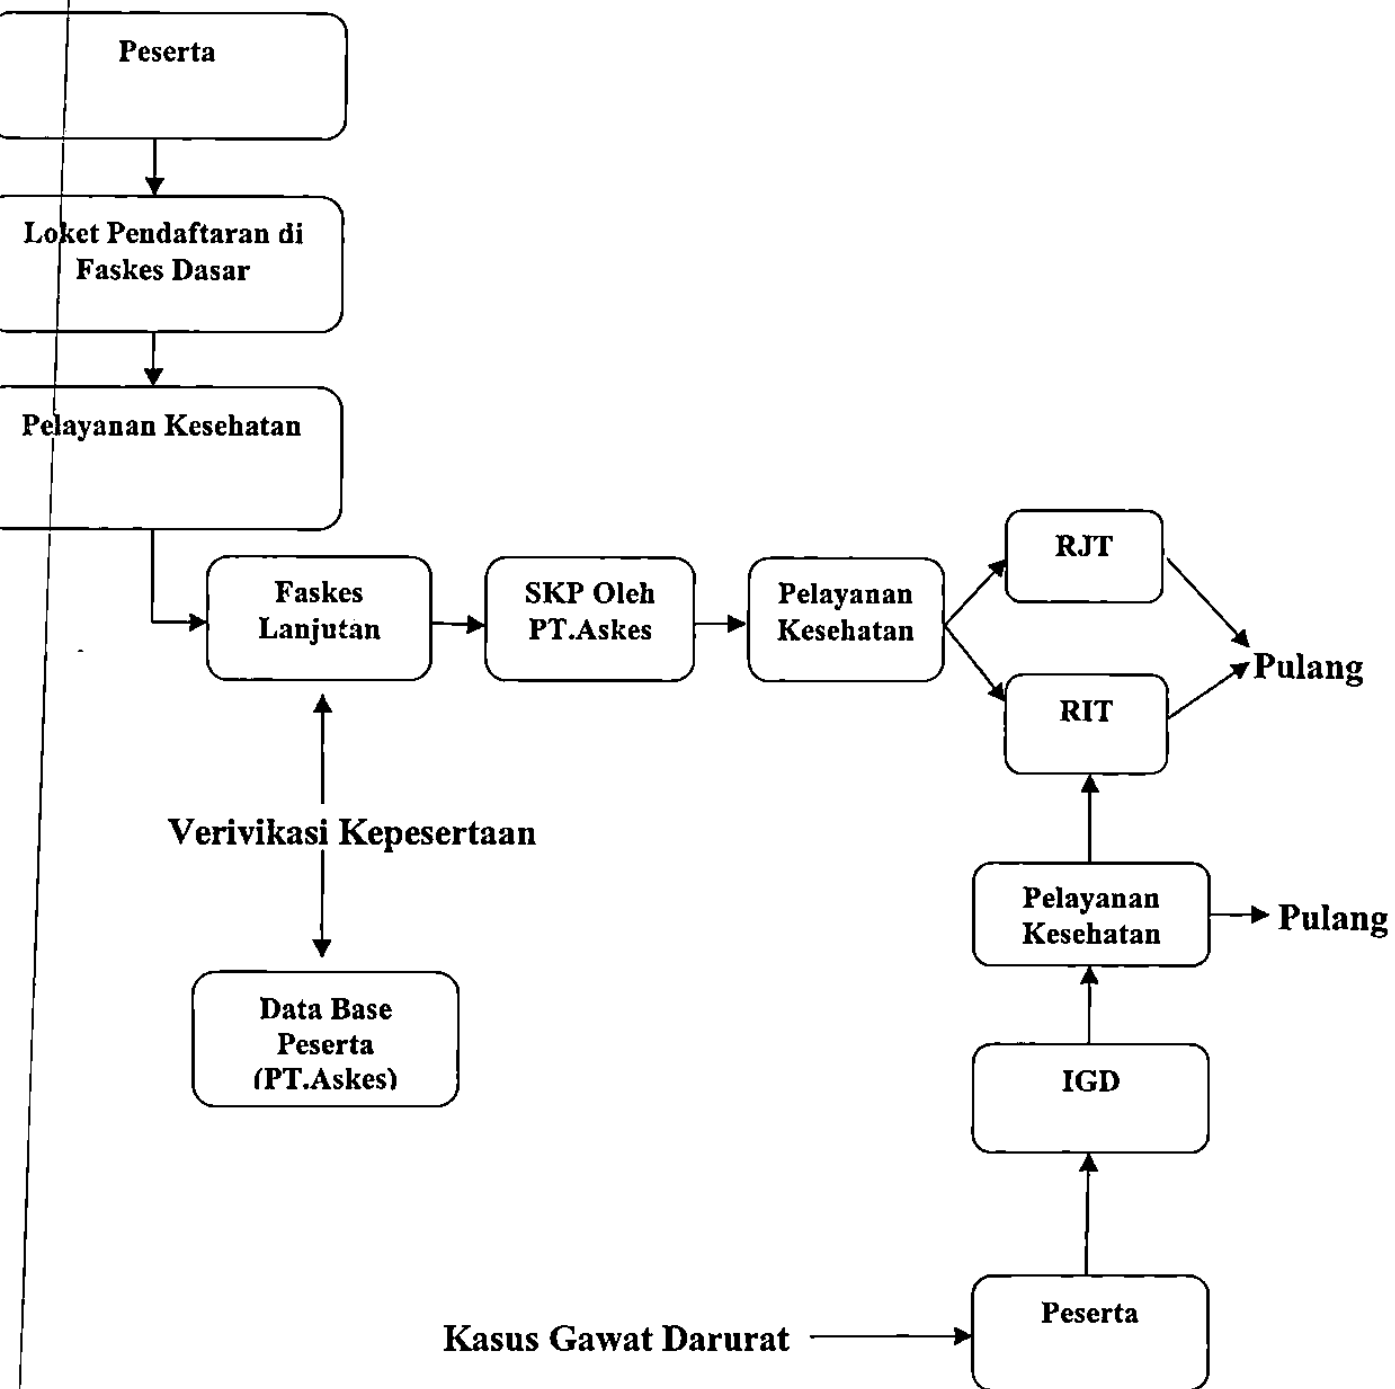 Peserta
Loket Pendaftaran di
Faskes Dasar
Pelayanan Kesehatan
Faskes
Lanjutan
SKP Oleh
PT.Askes
Pelayanan
Kesehatan
RJT
RIT
Pulang
Verivikasi Kepesertaan
Data Base
Peserta
(PT.Askes)
Pelayanan
Kesehatan
Pulang
IGD
Peserta
Kasus Gawat Darurat